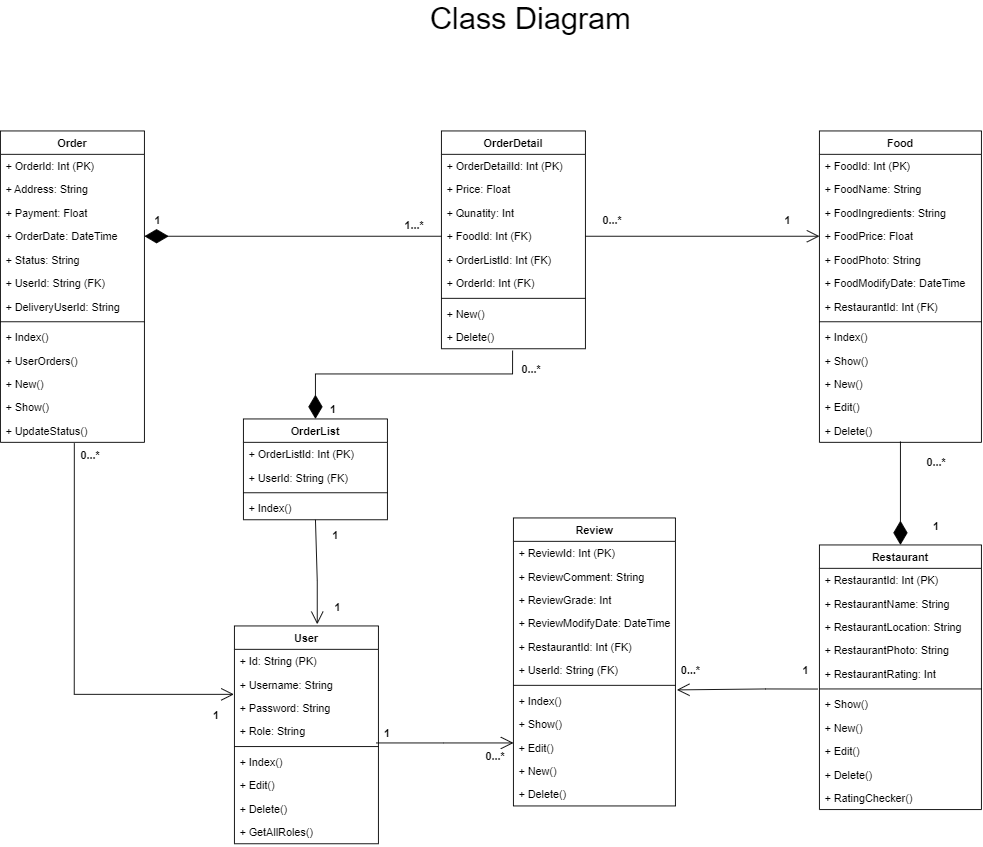 Class Diagram
Order
+ OrderId: Int (PK)
+ Address: String
+ Payment: Float
+ OrderDate: DateTime
+ Status: String
+ UserId: String (FK)
+ DeliveryUserId: String
+ Index()
+ UserOrders()
+ New()
+ Show()
+ UpdateStatus()
1
1...*
OrderDetail
+ OrderDetailId: Int (PK)
+ Price: Float
+ Qunatity: Int
+ FoodId: Int (FK)
+ OrderListId: Int (FK)
+ OrderId: Int (FK)
+ New()
+ Delete()
0...*
1
Food
+ FoodId: Int (PK)
+ FoodName: String
+ FoodIngredients: String
+ FoodPrice: Float
+ FoodPhoto: String
+ FoodModifyDate: DateTime
+ RestaurantId: Int (FK)
+ Index()
+ Show()
+ New()
+ Edit()
+ Delete()
0...*
1
0...*
1
OrderList
+ OrderListId: Int (PK)
+ UserId: String (FK)
+ Index()
1
1
0...*
1
User
+ Id: String (PK)
+ Username: String
+ Password: String
+ Role: String
+ Index()
+ Edit()
+ Delete()
+ GetAllRoles()
1
0...*
Review
+ ReviewId: Int (PK)
+ ReviewComment: String
+ ReviewGrade: Int
+ ReviewModifyDate: DateTime
+ RestaurantId: Int (FK)
+ UserId: String (FK)
+ Index()
+ Show()
+ Edit()
+ New()
+ Delete()
0...*
1
Restaurant
+ RestaurantId: Int (PK)
+ RestaurantName: String
+ RestaurantLocation: String
+ RestaurantPhoto: String
+ RestaurantRating: Int
+ Show()
+ New()
+ Edit()
+ Delete()
+ RatingChecker()